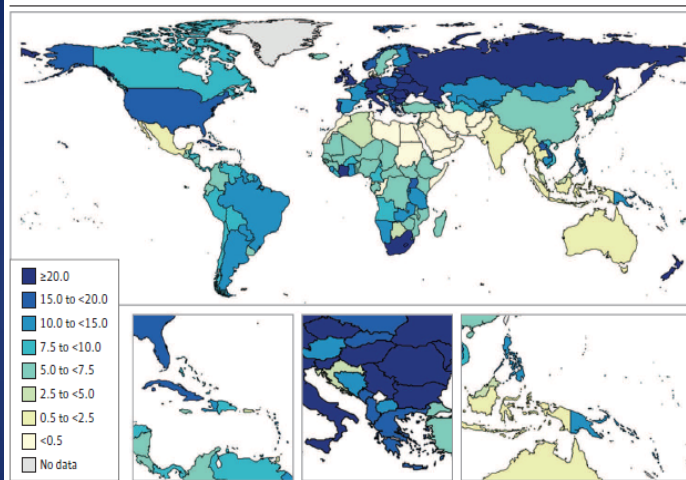 ≥20.0
15.0 to <20.0
10.0 to <15.0
7.5 to <10.0
5.0 to <7.5
2.5 to <5.0
0.5 to <2.5
<0.5
No data